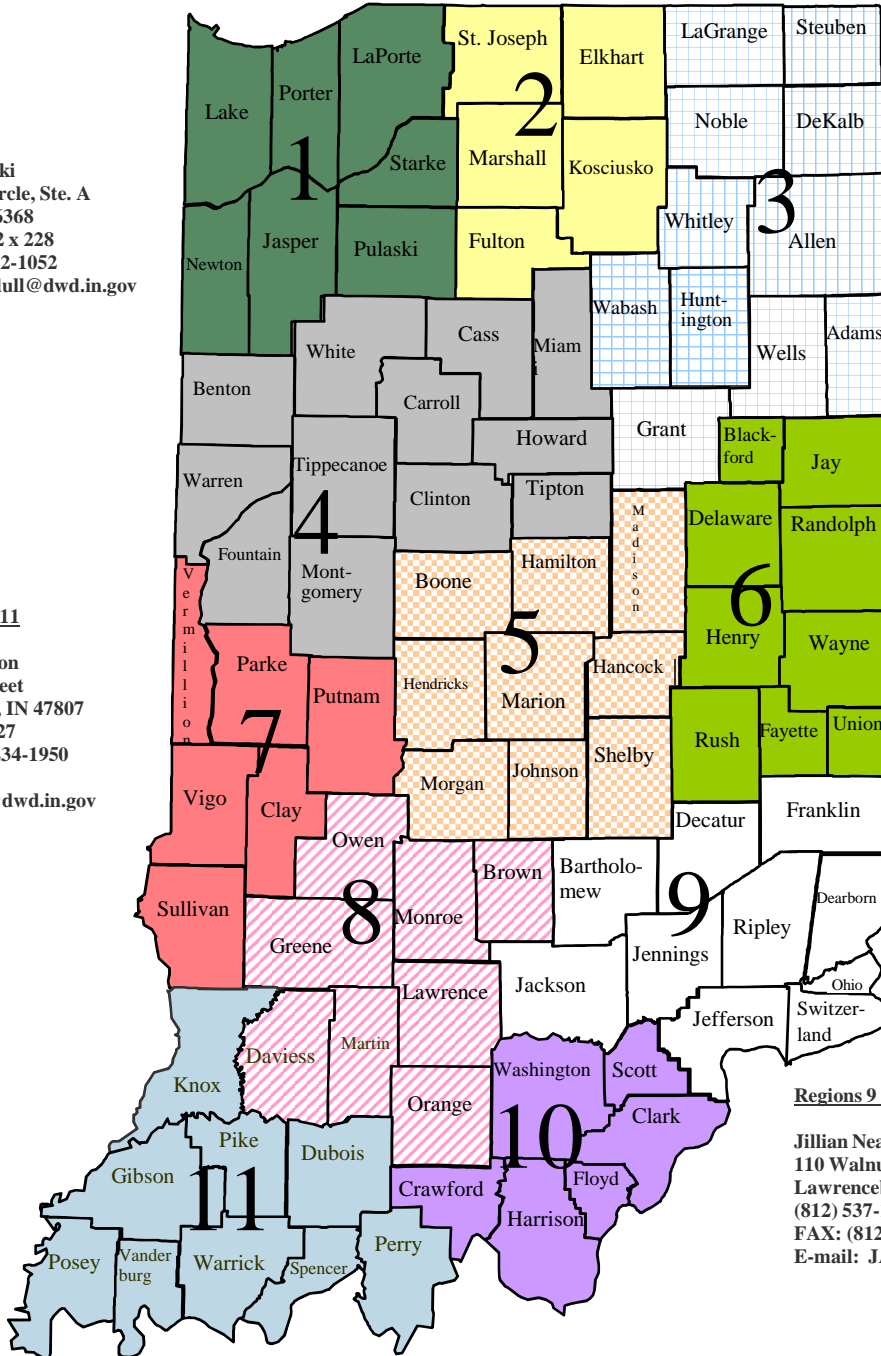 ki
rcle, Ste. A
6368
2 x 228
2-1052
lull@dwd.in.gov
11
on
eet
, IN 47807
27
34-1950
dwd.in.gov
LaPorte
St. Joseph
LaGrange
Steuben
Lake
Porter
Elkhart
2
Noble
DeKalb
1
Starke
Marshall
Kosciusko
3
Whitley
Allen
Newton
Jasper
Pulaski
Fulton
Wabash
Hunt-
ington
White
Cass
Miam
i
Wells
Adams
Benton
Carroll
Grant
Black-
ford
Jay
Howard
Warren
Tippecanoe
Clinton
Tipton
Madison
Delaware
Randolph
4
Fountain
Mont-
gomery
Boone
Hamilton
6
Vermillion
Parke
Putnam
Hendricks
5
Marion
Hancock
Henry
Wayne
7
Rush
Fayette
Union
Vigo
Clay
Morgan
Johnson
Shelby
Decatur
Franklin
Owen
Brown
Bartholo-
mew
Sullivan
8
Monroe
9
Dearborn
Greene
Jennings
Ripley
Lawrence
Jackson
Ohio
Jefferson
Switzer-
land
Knox
Daviess
Martin
Washington
Scott
Orange
10
Clark
Pike
Dubois
Gibson
11
Crawford
Floyd
Harrison
Posey
Vander
burg
Warrick
Spencer
Perry
Regions 9
Jillian Nea
110 Walnu
Lawrencel
(812) 537-
FAX: (812
E-mail: JA